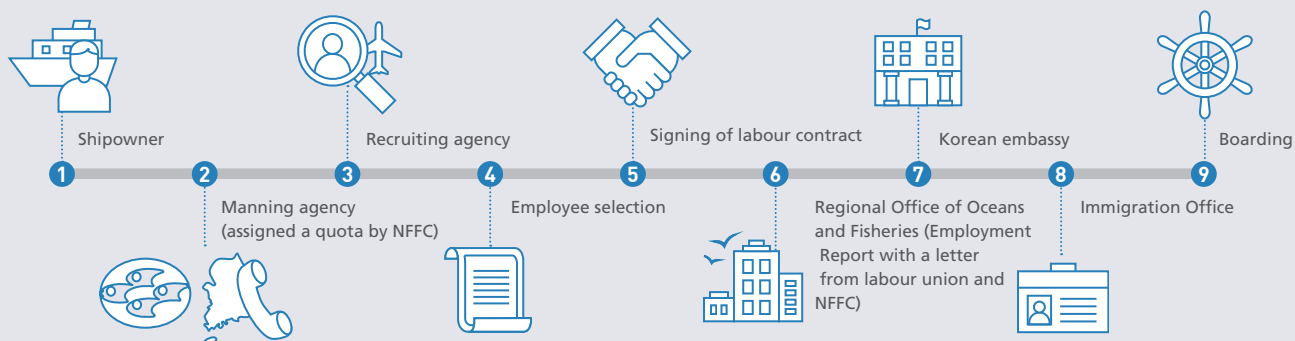 1
Shipowner
2
Manning agency
(assigned a quota by NFFC)
3
Recruiting agency
4
Employee selection
5
Signing of labour contract
6
Regional Office of Oceans
and Fisheries (Employment
Report with a letter
from labour union and
NFFC)
7
Korean embassy
8
Immigration Office
9
Boarding